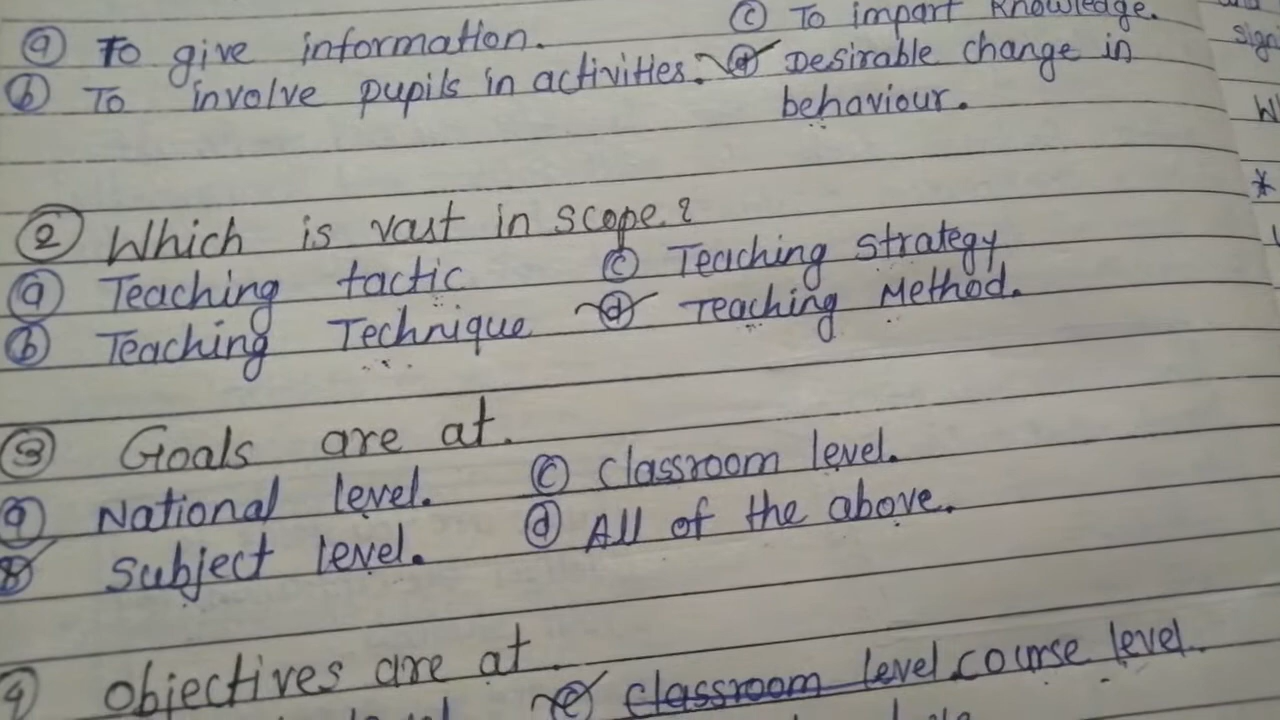 (c) To impart knowledge.
(a) To give information.
(b) To involve pupils in activities. (d) Desirable change in
behaviour.
(2) Which is vast in scope?
(a) Teaching tactic (c) Teaching strategy
(b) Teaching Technique (d) Teaching Method.
(3) Goals are at.
(a) National level. (c) Classroom level.
(b) Subject level. (d) All of the above.
(4) Objectives are at.
(c) Classroom level course level.